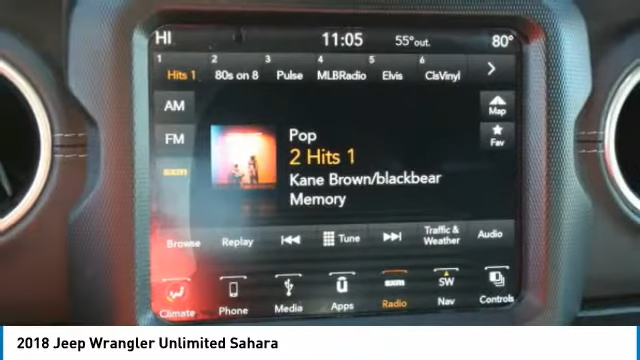 HI 11:05 55°out. 80°
1 2 3 4 5 6
Hits 1 80s on 8 Pulse MLBRadio Elvis ClsVinyl
AM
Map
FM
Fav
sxm
Pop
2 Hits 1
Kane Brown/blackbear
Memory
Browse Replay Tune Traffic & Weather Audio
SW
Climate Phone Media Apps sxm Radio Nav Controls
2018 Jeep Wrangler Unlimited Sahara